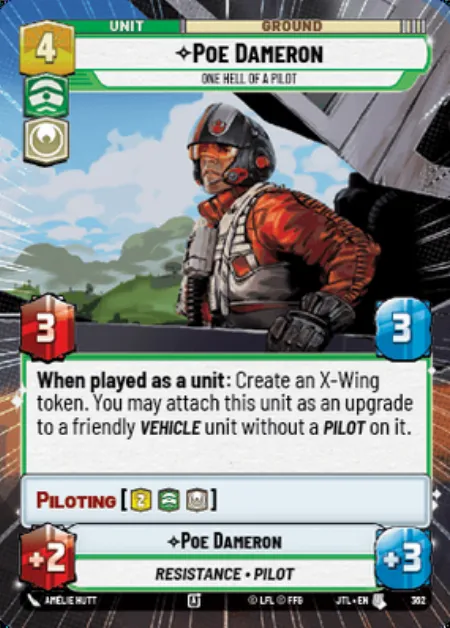 UNIT
GROUND
4
POE DAMERON
ONE HELL OF A PILOT
3
3
When played as a unit: Create an X-Wing
token. You may attach this unit as an upgrade
to a friendly VEHICLE unit without a PILOT on it.
PILOTING [2]
+2
POE DAMERON
+3
RESISTANCE • PILOT
AMÉLIE HUTT
© LFL © FFG
JTL • EN
362